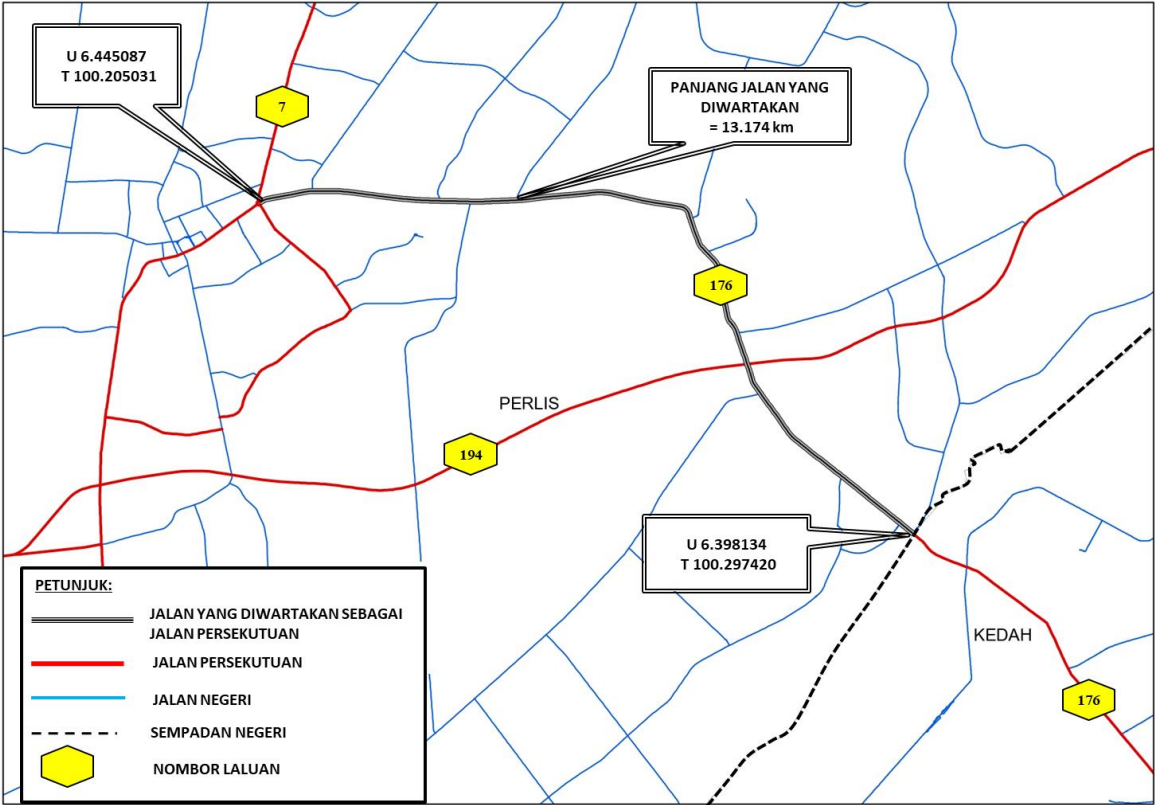 U 6.445087
T 100.205031
7
PANJANG JALAN YANG
DIWARTAKAN
= 13.174 km
176
PERLIS
194
U 6.398134
T 100.297420
KEDAH
176
PETUNJUK:
JALAN YANG DIWARTAKAN SEBAGAI
JALAN PERSEKUTUAN
JALAN PERSEKUTUAN
JALAN NEGERI
SEMPADAN NEGERI
NOMBOR LALUAN